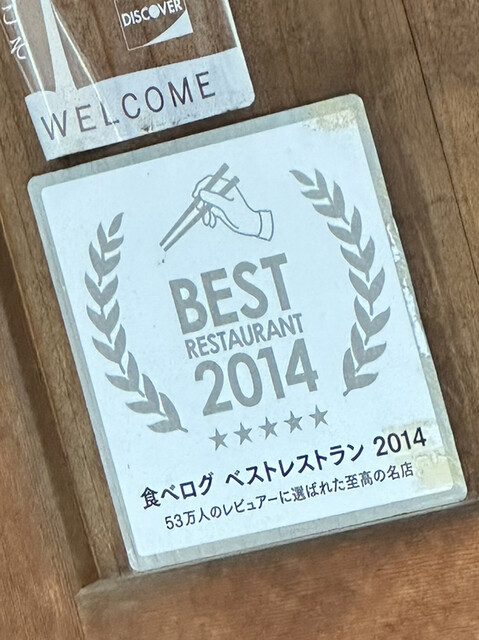 DISCOVER
WELCOME
BEST
RESTAURANT
2014
食べログ ベストレストラン 2014
53万人のレビュアーに選ばれた至高の名店